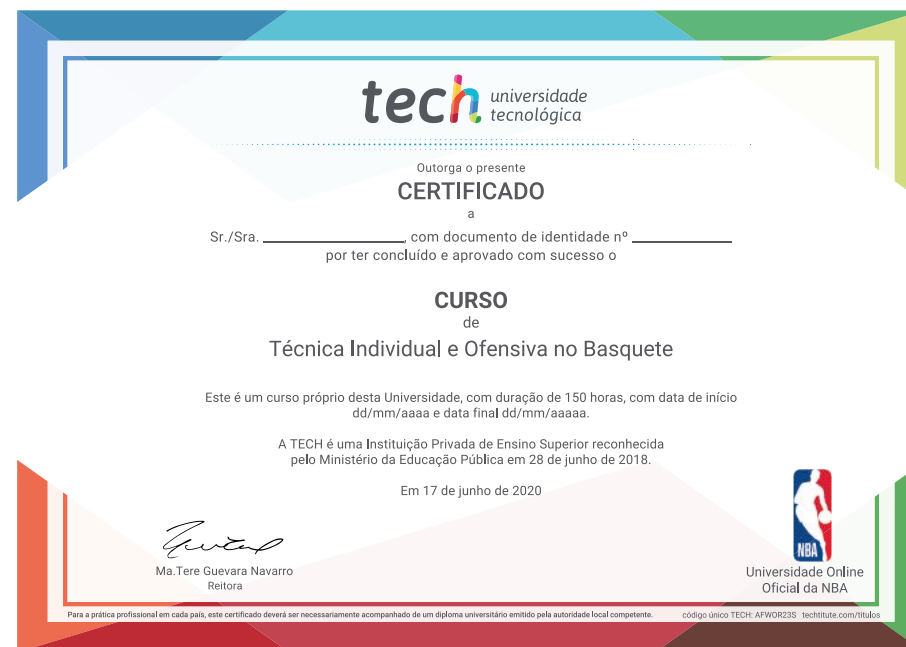 tech universidade
tecnológica
Outorga o presente
CERTIFICADO
a
Sr./Sra. ____________, com documento de identidade nº ____________
por ter concluído e aprovado com sucesso o
CURSO
de
Técnica Individual e Ofensiva no Basquete
Este é um curso próprio desta Universidade, com duração de 150 horas, com data de início
dd/mm/aaaa e data final dd/mm/aaaaa.
A TECH é uma Instituição Privada de Ensino Superior reconhecida
pelo Ministério da Educação Pública em 28 de junho de 2018.
Em 17 de junho de 2020
Ma.Tere Guevara Navarro
Reitora
NBA
Universidade Online
Oficial da NBA
Para a prática profissional em cada país, este certificado deverá ser necessariamente acompanhado de um diploma universitário emitido pela autoridade local competente.
código único TECH: AFWOR23S techtitute.com/titulos